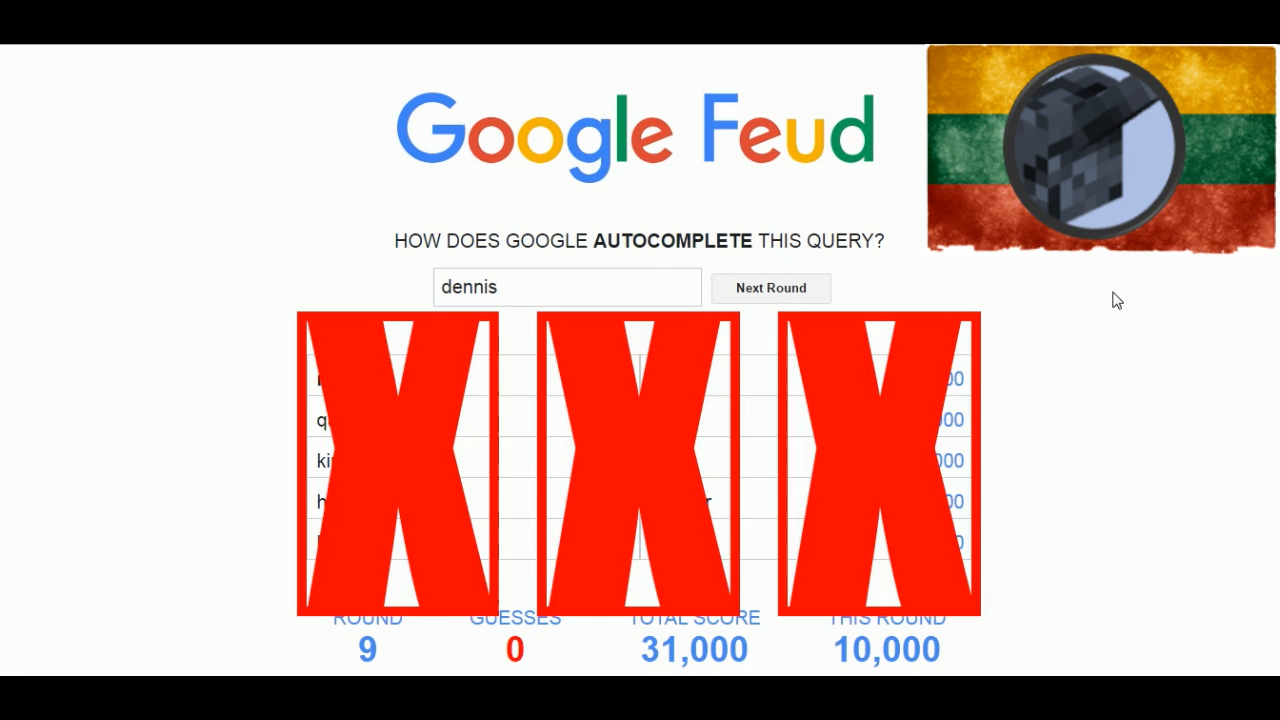 Google Feud
HOW DOES GOOGLE AUTOCOMPLETE THIS QUERY?
dennis
Next Round
X X X
ROUND GUESSES TOTAL SCORE THIS ROUND
9 0 31,000 10,000